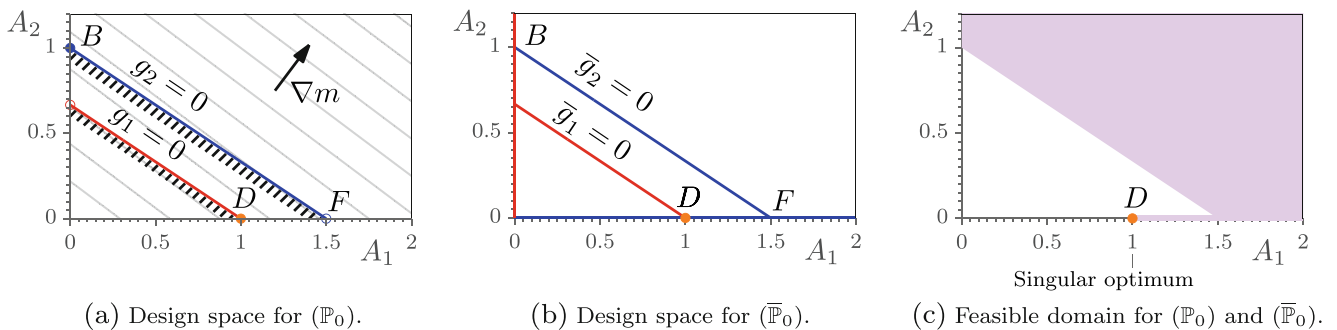 A₂
1
0.5
0
B
g₂ = 0
g₁ = 0
∇m
D
F
0
0.5
1
1.5
2
A₁
(a) Design space for (ℙ₀).
A₂
1
0.5
0
B
g̅₂ = 0
g̅₁ = 0
D
F
0
0.5
1
1.5
2
A₁
(b) Design space for (ℙ̅₀).
A₂
1
0.5
0
D
0
0.5
1
1.5
2
A₁
Singular optimum
(c) Feasible domain for (ℙ₀) and (ℙ̅₀).